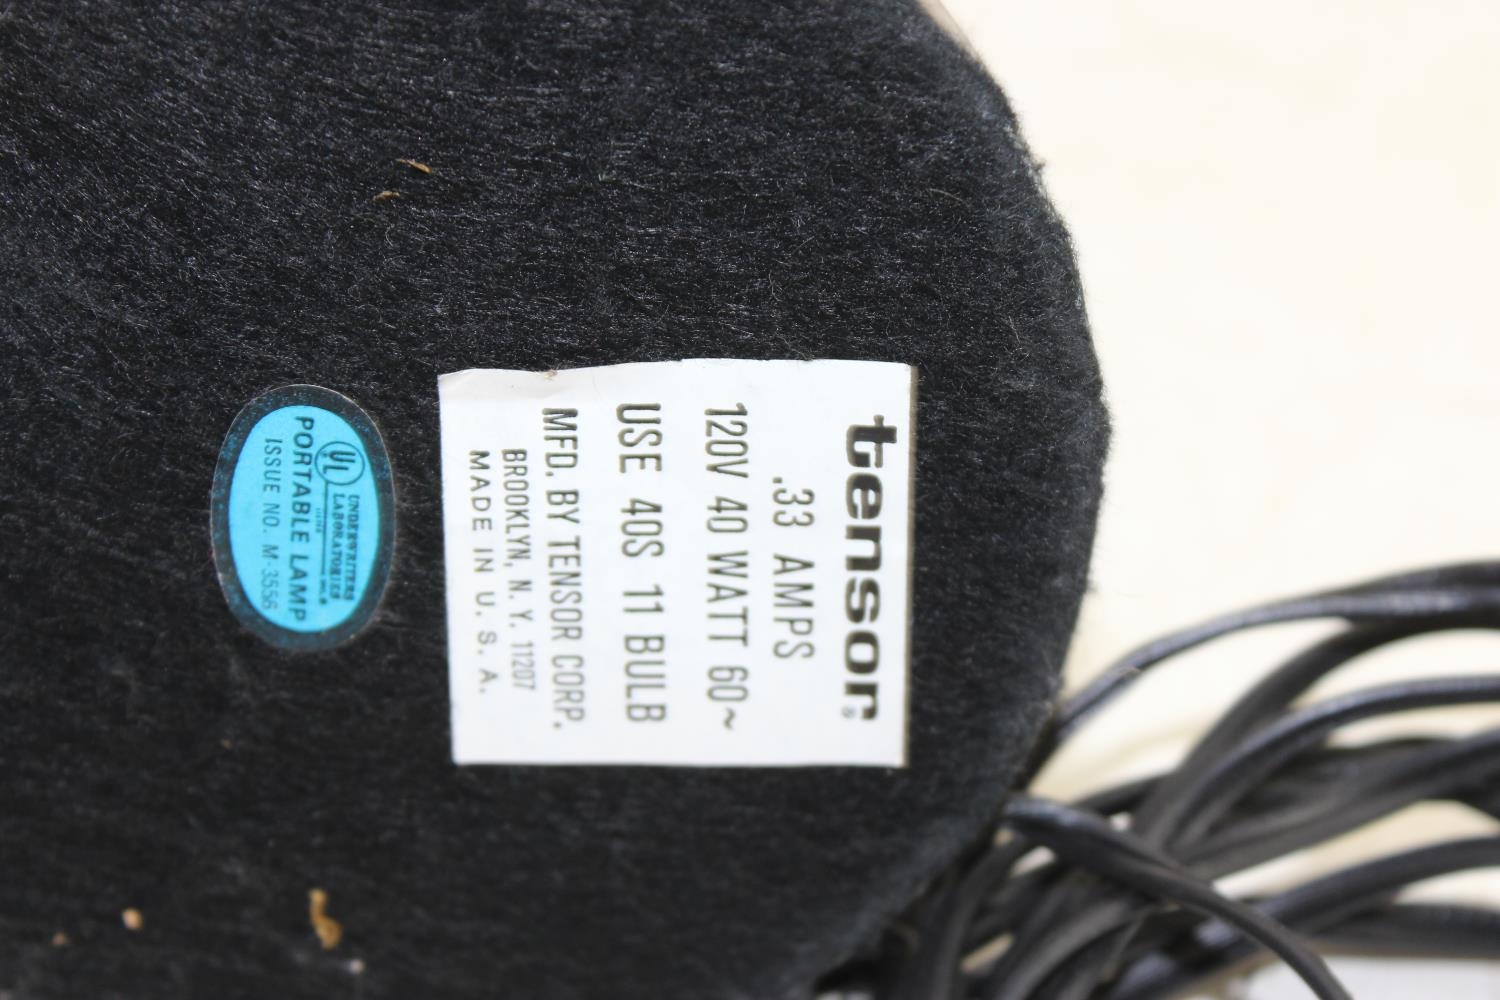 tensor®
.33 AMPS
120V 40 WATT 60~
USE 40S 11 BULB
MFD. BY TENSOR CORP.
BROOKLYN, N. Y. 11207
MADE IN U. S. A.
UNDERWRITERS
LABORATORIES
UL
PORTABLE LAMP
ISSUE NO. M-3556